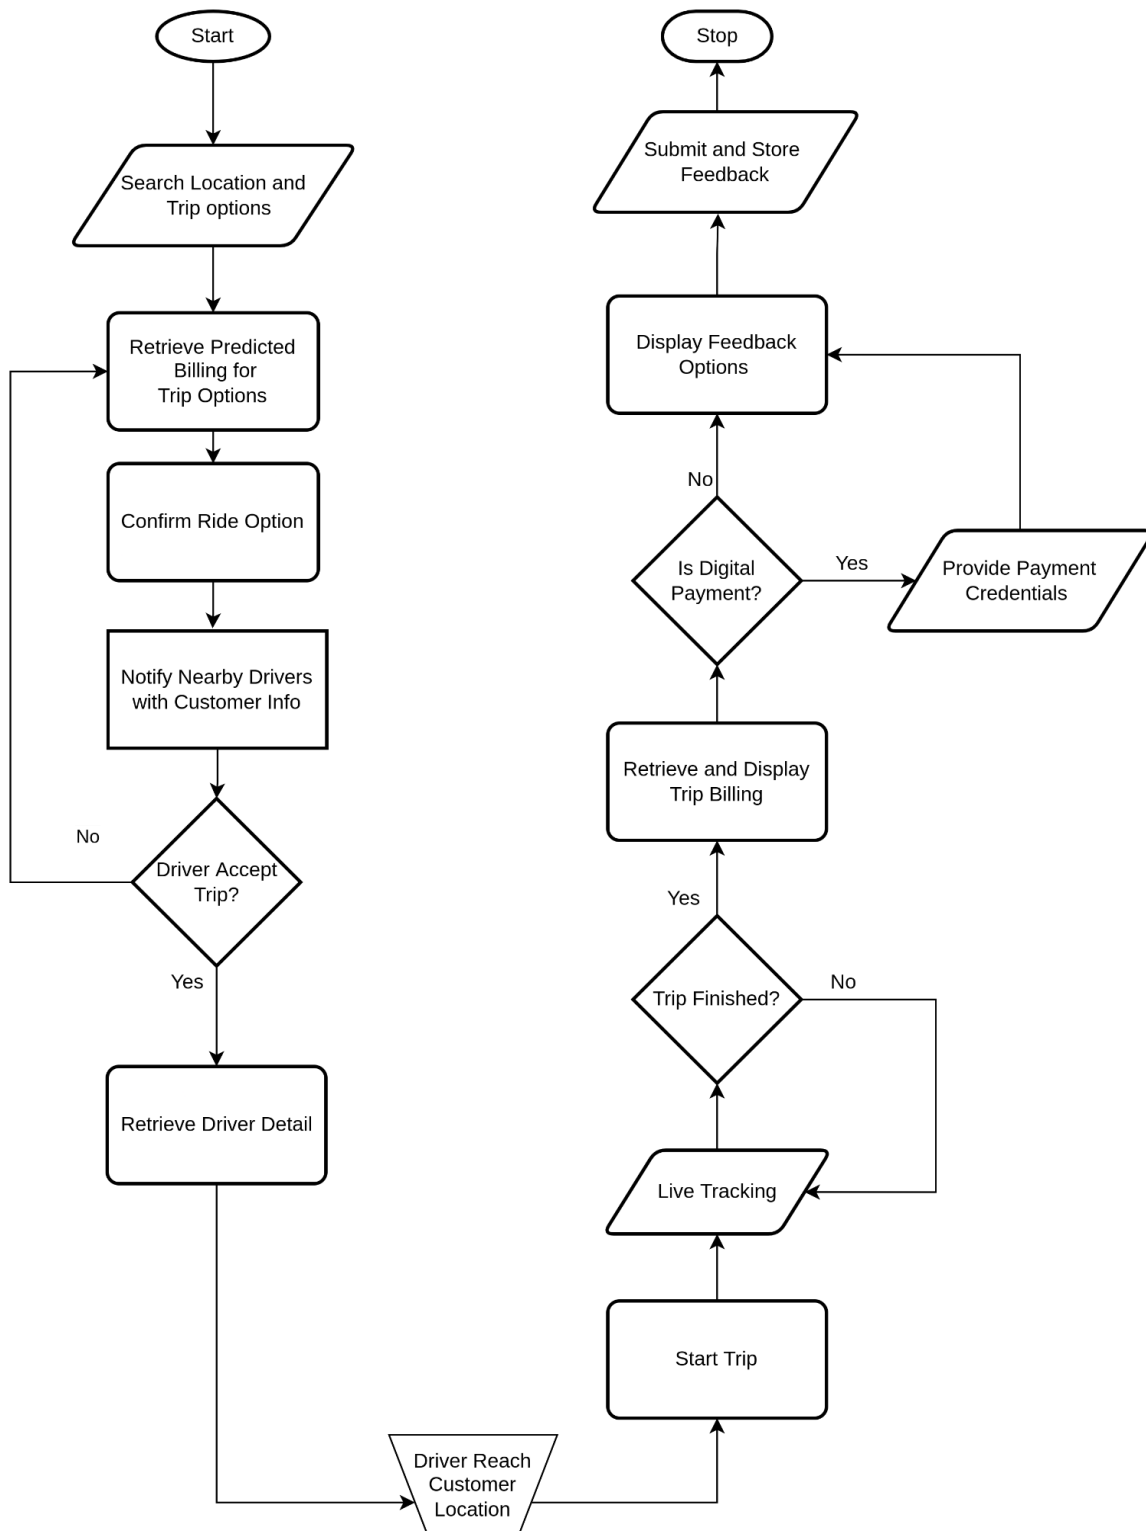 Start
Search Location and
Trip options
Retrieve Predicted
Billing for
Trip Options
Confirm Ride Option
Notify Nearby Drivers
with Customer Info
No
Driver Accept
Trip?
Yes
Retrieve Driver Detail
Driver Reach
Customer
Location
Start Trip
Live Tracking
Trip Finished?
No
Yes
Retrieve and Display
Trip Billing
Is Digital
Payment?
Yes
Provide Payment
Credentials
No
Display Feedback
Options
Submit and Store
Feedback
Stop